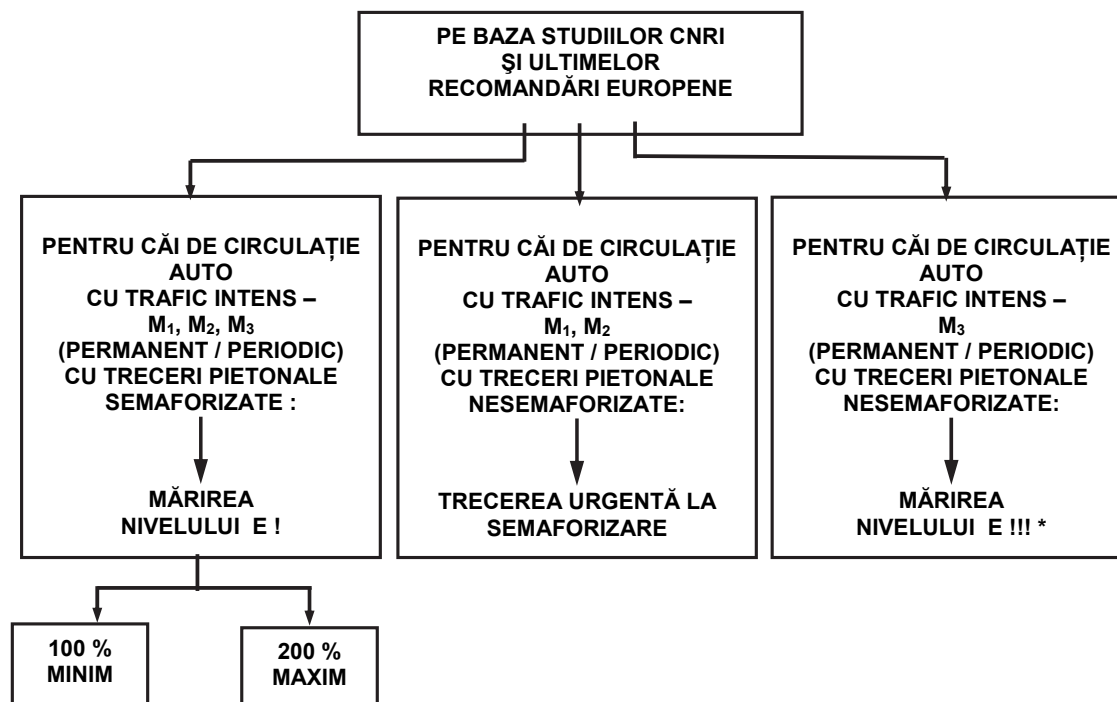 PE BAZA STUDIILOR CNRI
ŞI ULTIMELOR
RECOMANDĂRI EUROPENE
PENTRU CĂI DE CIRCULAȚIE
AUTO
CU TRAFIC INTENS –
M₁, M₂, M₃
(PERMANENT / PERIODIC)
CU TRECERI PIETONALE
SEMAFORIZATE :
MĂRIREA
NIVELULUI E !
100 %
MINIM
200 %
MAXIM
PENTRU CĂI DE CIRCULAȚIE
AUTO
CU TRAFIC INTENS –
M₁, M₂
(PERMANENT / PERIODIC)
CU TRECERI PIETONALE
NESEMAFORIZATE:
TRECEREA URGENTĂ LA
SEMAFORIZARE
PENTRU CĂI DE CIRCULAȚIE
AUTO
CU TRAFIC INTENS –
M₃
(PERMANENT / PERIODIC)
CU TRECERI PIETONALE
NESEMAFORIZATE:
MĂRIREA
NIVELULUI E !!! *